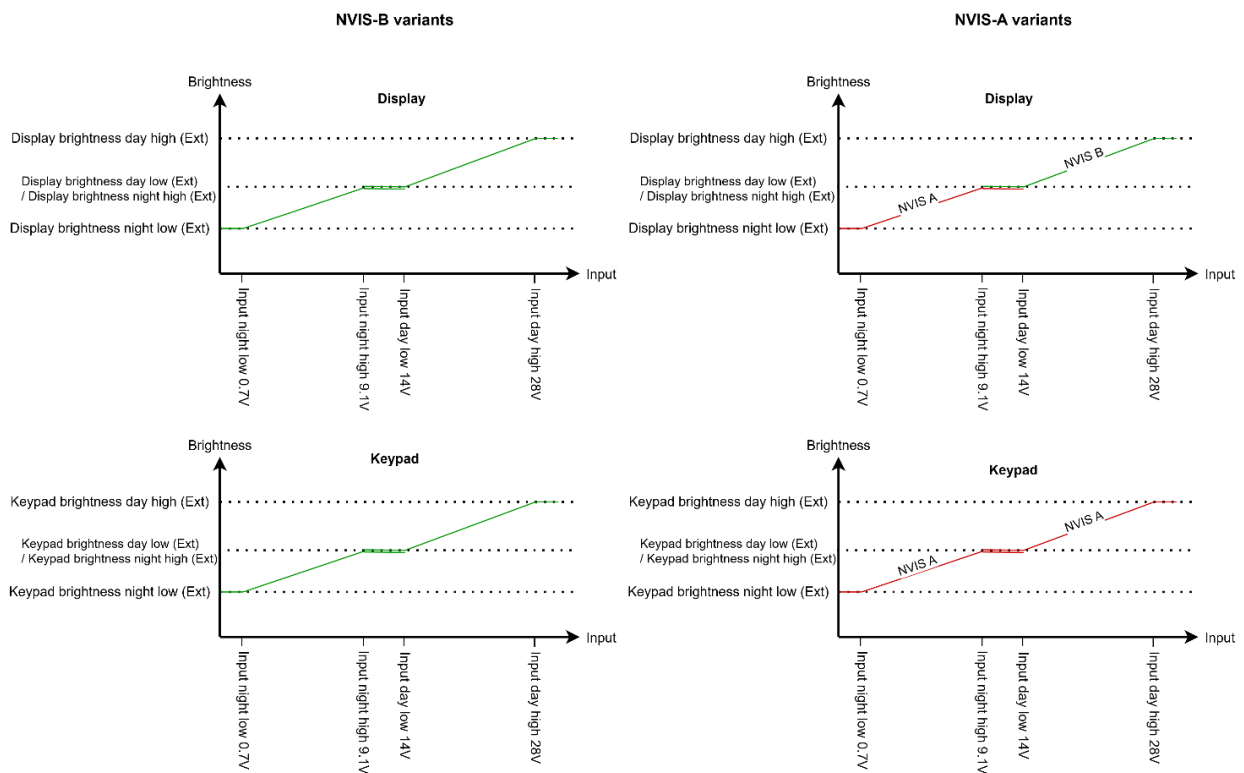 NVIS-B variants
NVIS-A variants
Brightness
Display
Display brightness day high (Ext)
Display brightness day low (Ext)
/ Display brightness night high (Ext)
Display brightness night low (Ext)
Input
Input night low 0.7V
Input night high 9.1V
Input day low 14V
Input day high 28V
Brightness
Display
Display brightness day high (Ext)
NVIS B
Display brightness day low (Ext)
/ Display brightness night high (Ext)
NVIS A
Display brightness night low (Ext)
Input
Input night low 0.7V
Input night high 9.1V
Input day low 14V
Input day high 28V
Brightness
Keypad
Keypad brightness day high (Ext)
Keypad brightness day low (Ext)
/ Keypad brightness night high (Ext)
Keypad brightness night low (Ext)
Input
Input night low 0.7V
Input night high 9.1V
Input day low 14V
Input day high 28V
Brightness
Keypad
Keypad brightness day high (Ext)
NVIS A
Keypad brightness day low (Ext)
/ Keypad brightness night high (Ext)
NVIS A
Keypad brightness night low (Ext)
Input
Input night low 0.7V
Input night high 9.1V
Input day low 14V
Input day high 28V